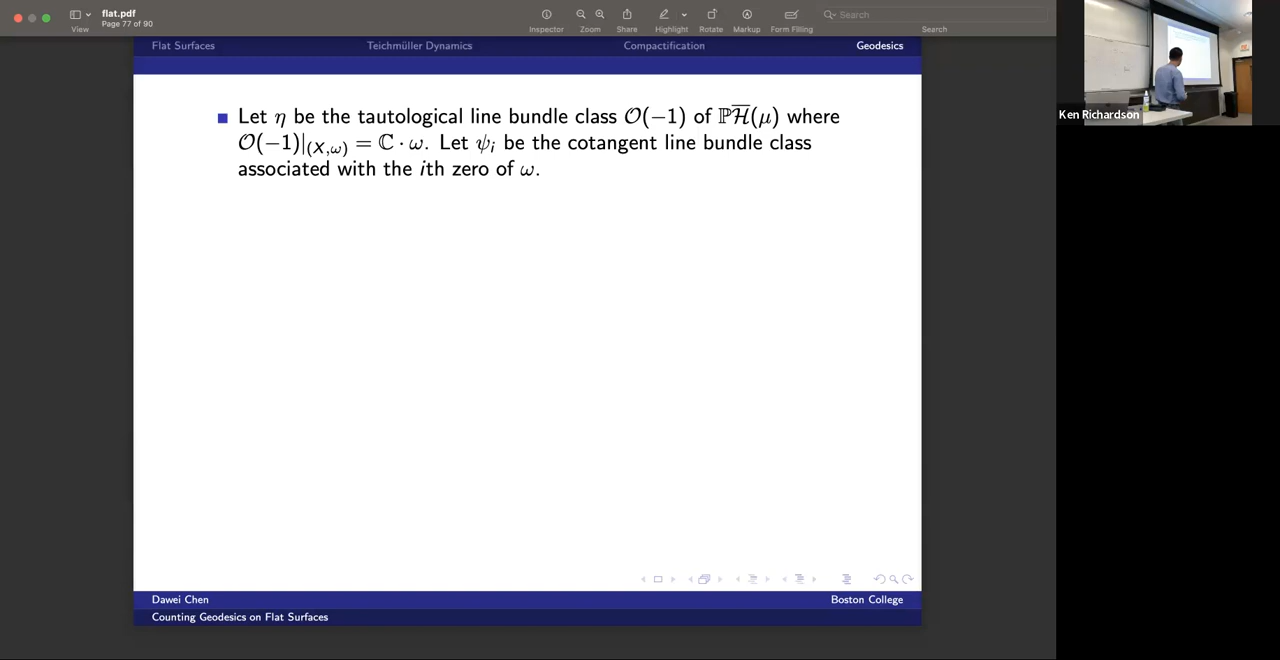 flat.pdf
Page 77 of 90
View
Inspector
Zoom
Share
Highlight
Rotate
Markup
Form Filling
Search
Search
Flat Surfaces
Teichmüller Dynamics
Compactification
Geodesics
Let η be the tautological line bundle class 𝒪(−1) of ℙℋ̅(μ) where
𝒪(−1)|(X,ω) = ℂ · ω. Let ψᵢ be the cotangent line bundle class
associated with the ith zero of ω.
Dawei Chen
Boston College
Counting Geodesics on Flat Surfaces
Ken Richardson